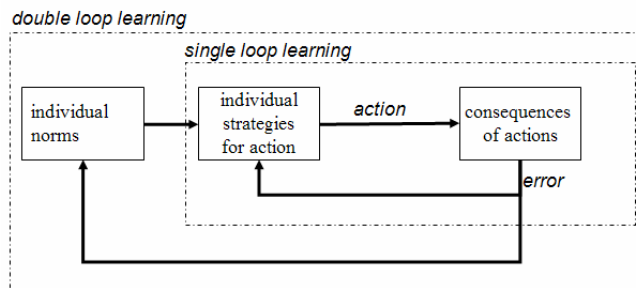 double loop learning
single loop learning
individual
norms
individual
strategies
for action
action
consequences
of actions
error